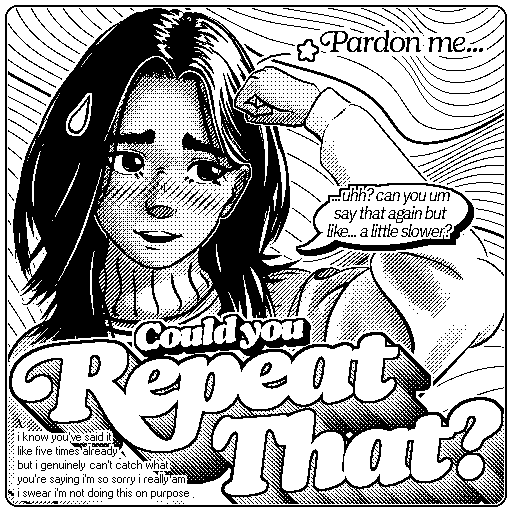 Pardon me...
...uhh? can you um
say that again but
like... a little slower?
Could you
Repeat
That?
i know you've said it
like five times already
but i genuinely can't catch what
you're saying i'm so sorry i really am
i swear i'm not doing this on purpose